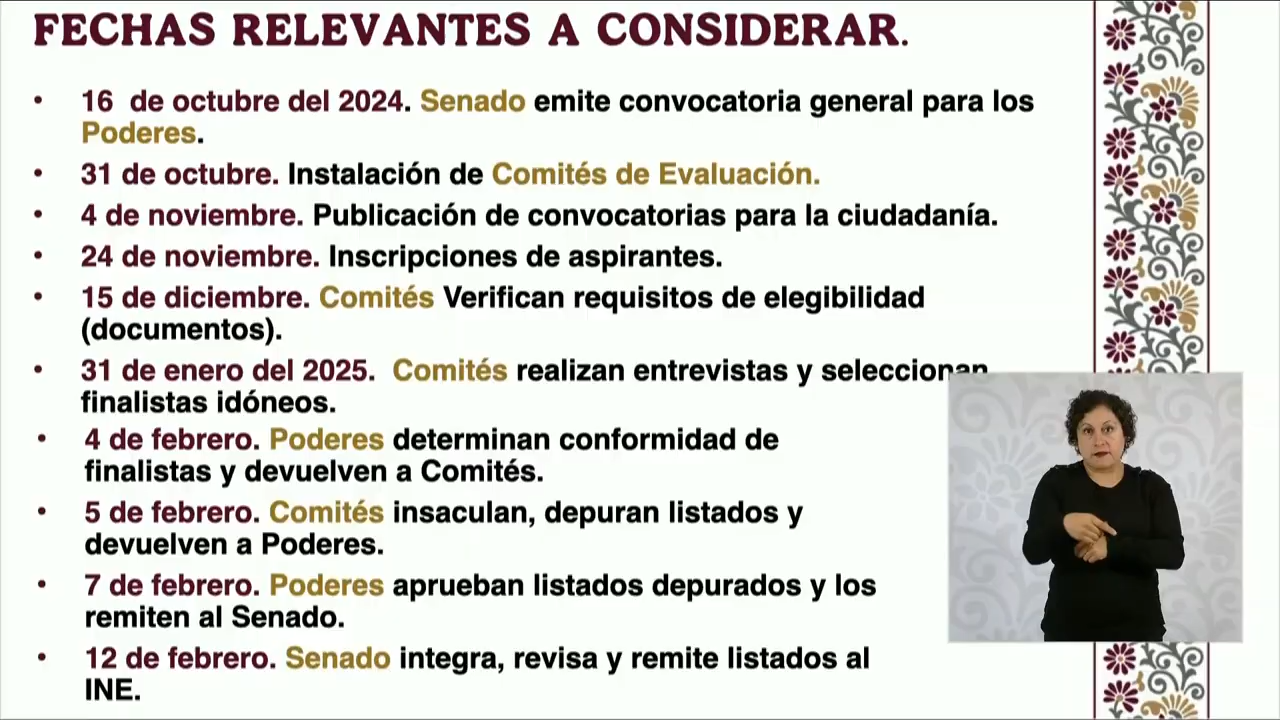 FECHAS RELEVANTES A CONSIDERAR.
• 16 de octubre del 2024. Senado emite convocatoria general para los
Poderes.
• 31 de octubre. Instalación de Comités de Evaluación.
• 4 de noviembre. Publicación de convocatorias para la ciudadanía.
• 24 de noviembre. Inscripciones de aspirantes.
• 15 de diciembre. Comités Verifican requisitos de elegibilidad
(documentos).
• 31 de enero del 2025. Comités realizan entrevistas y seleccionan
finalistas idóneos.
• 4 de febrero. Poderes determinan conformidad de
finalistas y devuelven a Comités.
• 5 de febrero. Comités insaculan, depuran listados y
devuelven a Poderes.
• 7 de febrero. Poderes aprueban listados depurados y los
remiten al Senado.
• 12 de febrero. Senado integra, revisa y remite listados al
INE.